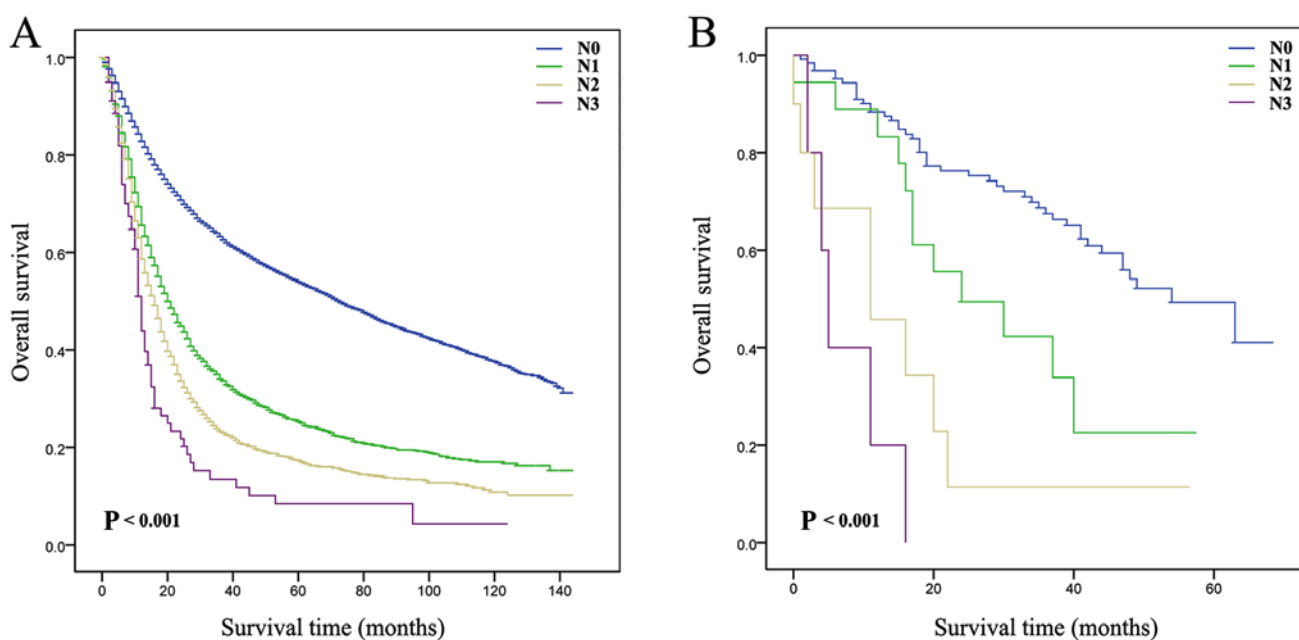 A
N0
N1
N2
N3
1.0
0.8
0.6
0.4
0.2
0.0
Overall survival
P < 0.001
0 20 40 60 80 100 120 140
Survival time (months)
B
N0
N1
N2
N3
1.0
0.8
0.6
0.4
0.2
0.0
Overall survival
P < 0.001
0 20 40 60
Survival time (months)